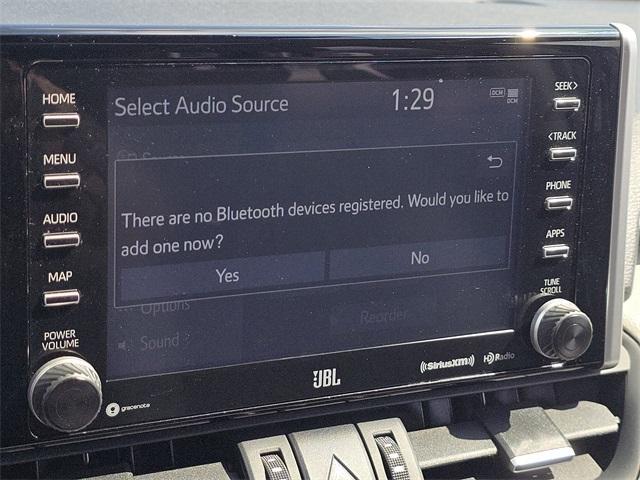 HOME
MENU
AUDIO
MAP
POWER
VOLUME
Select Audio Source
1:29
DCM
DCM
There are no Bluetooth devices registered. Would you like to
add one now?
Yes
No
Options
Reorder
Sound
SEEK>
<TRACK
PHONE
APPS
TUNE
SCROLL
gracenote
JBL
((SiriusXM))
HD Radio